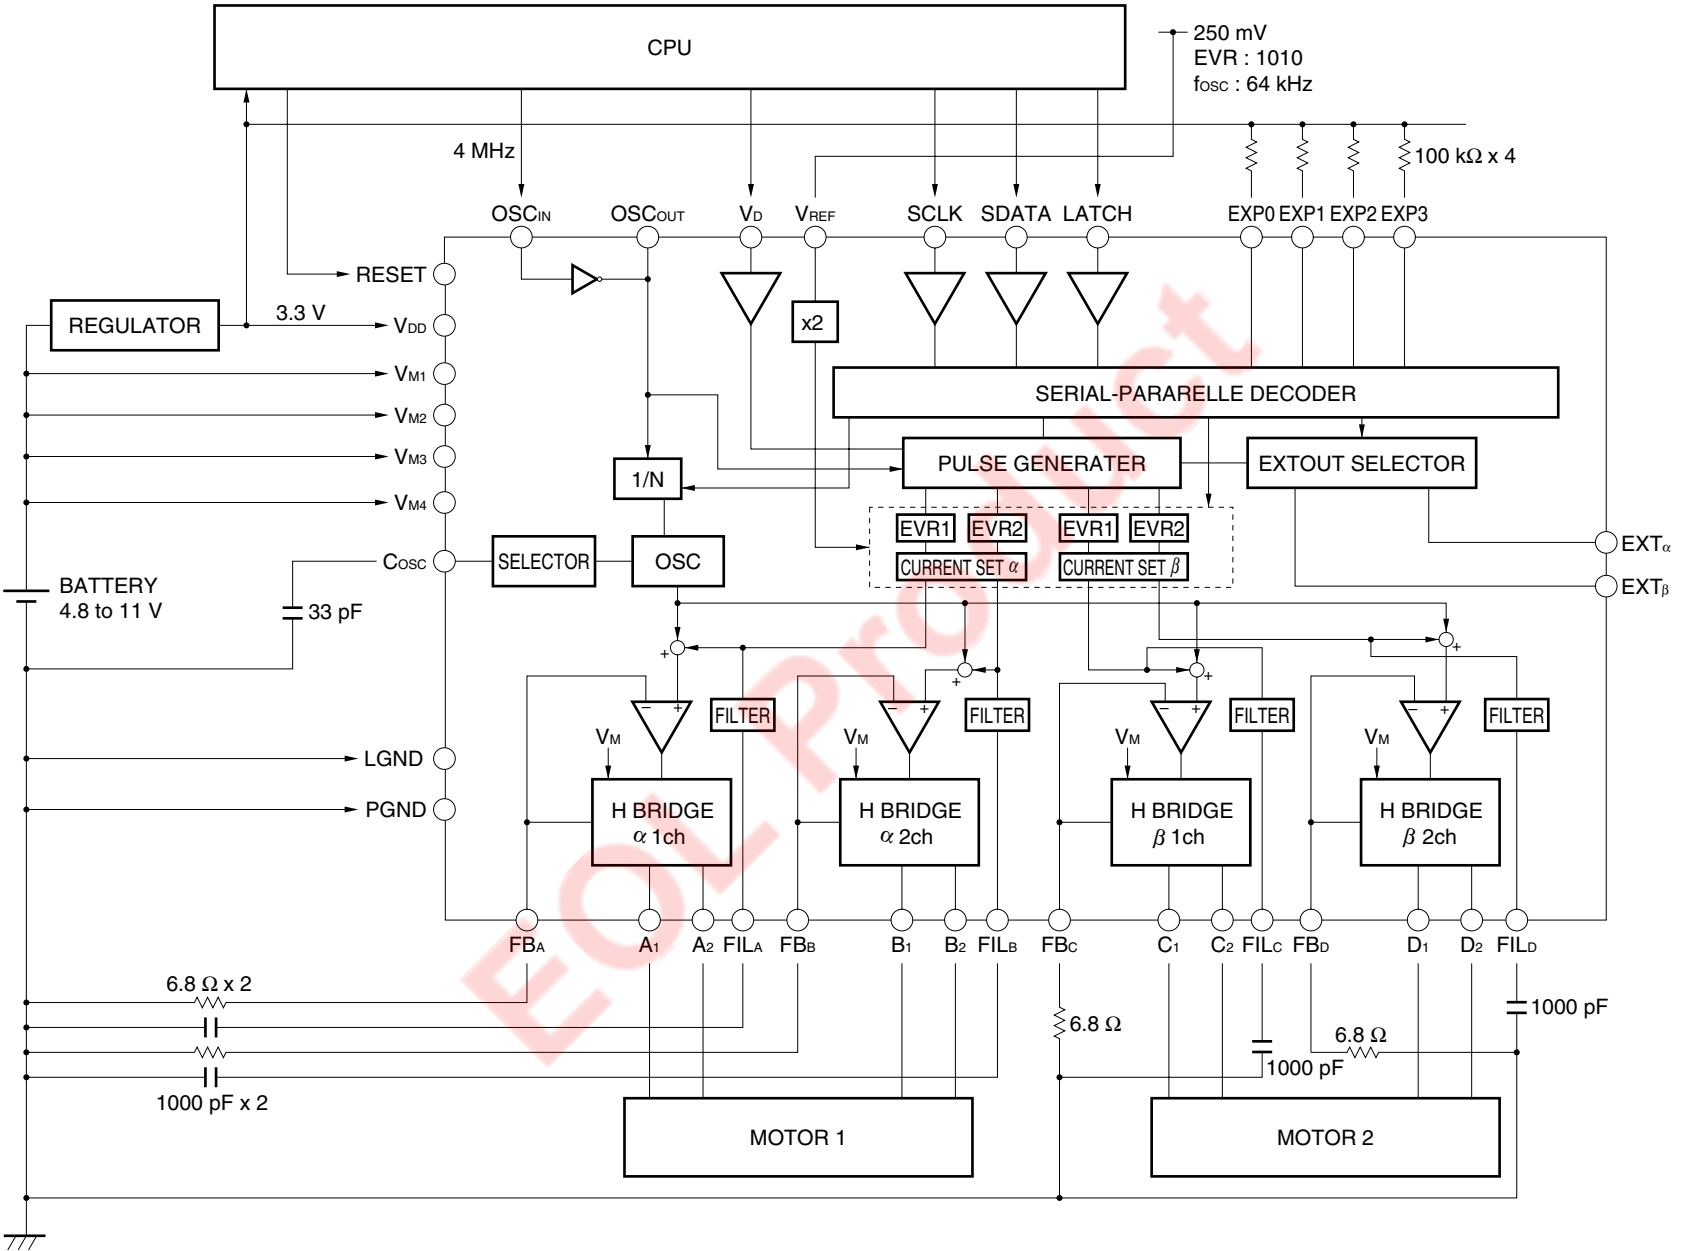 CPU
250 mV
EVR : 1010
fOSC : 64 kHz
4 MHz
100 kΩ x 4
OSCIN OSCOUT VD VREF SCLK SDATA LATCH EXP0 EXP1 EXP2 EXP3
RESET
REGULATOR
3.3 V
VDD
x2
VM1
SERIAL-PARARELLE DECODER
VM2
VM3
PULSE GENERATER
EXTOUT SELECTOR
1/N
VM4
EVR1 EVR2 EVR1 EVR2
EXTα
COSC
SELECTOR
OSC
CURRENT SET α
CURRENT SET β
EXTβ
BATTERY
4.8 to 11 V
33 pF
+ + + +
− + − + − + − +
FILTER FILTER FILTER FILTER
VM VM VM VM
LGND
PGND
H BRIDGE
α 1ch
H BRIDGE
α 2ch
H BRIDGE
β 1ch
H BRIDGE
β 2ch
FBA A1 A2 FILA FBB B1 B2 FILB FBC C1 C2 FILC FBD D1 D2 FILD
6.8 Ω x 2
1000 pF x 2
6.8 Ω
1000 pF
6.8 Ω
1000 pF
MOTOR 1
MOTOR 2
EOL Product